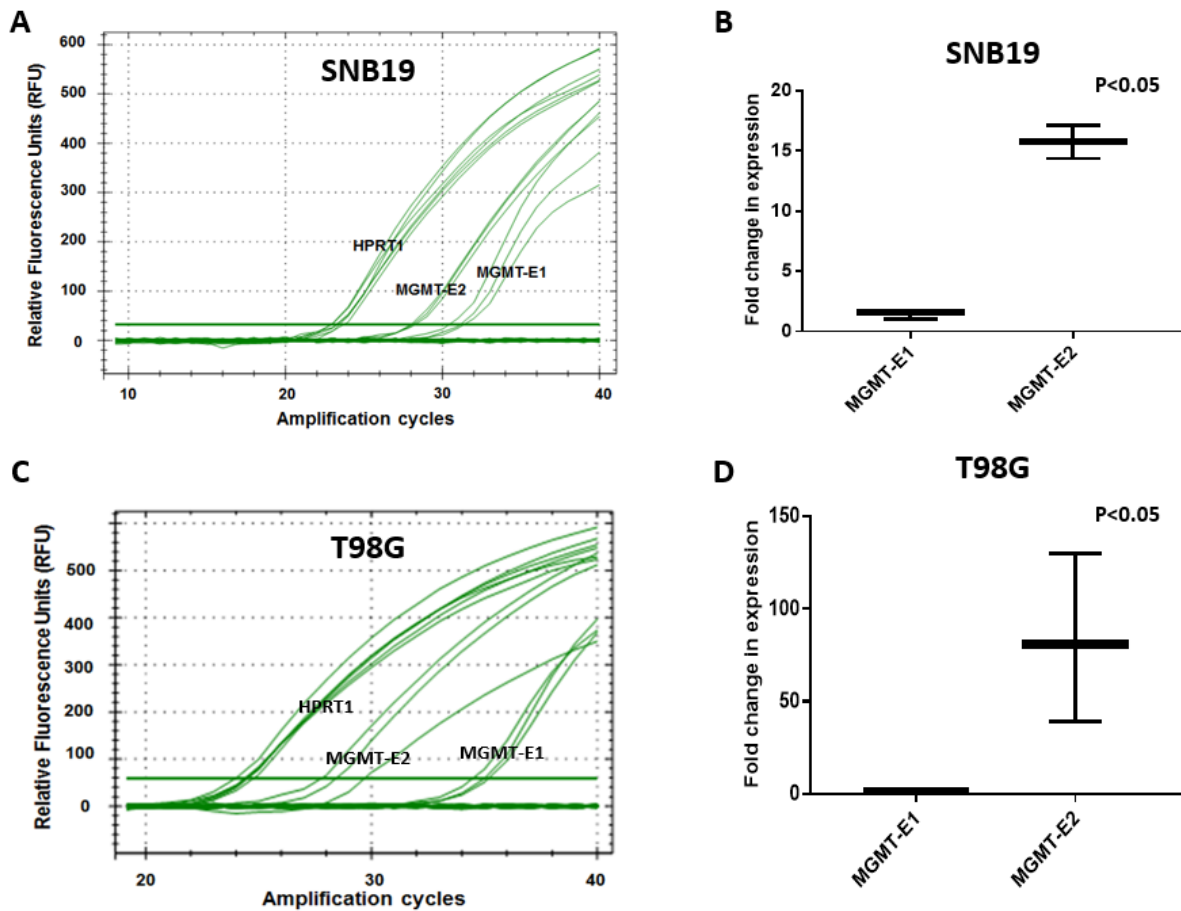 A
SNB19
Relative Fluorescence Units (RFU)
600
500
400
300
200
100
0
HPRT1
MGMT-E2
MGMT-E1
10
20
30
40
Amplification cycles
B
SNB19
P<0.05
Fold change in expression
20
15
10
5
0
MGMT-E1
MGMT-E2
C
T98G
Relative Fluorescence Units (RFU)
500
400
300
200
100
0
HPRT1
MGMT-E2
MGMT-E1
20
30
40
Amplification cycles
D
T98G
P<0.05
Fold change in expression
150
100
50
0
MGMT-E1
MGMT-E2